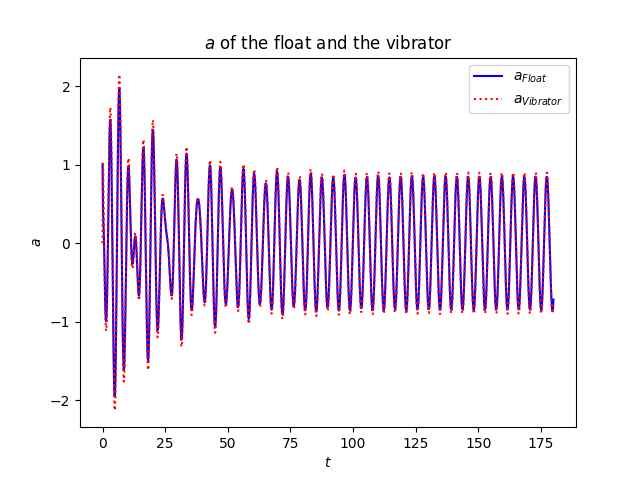 a of the float and the vibrator
a_Float
a_Vibrator
2
1
0
−1
−2
a
0 25 50 75 100 125 150 175
t